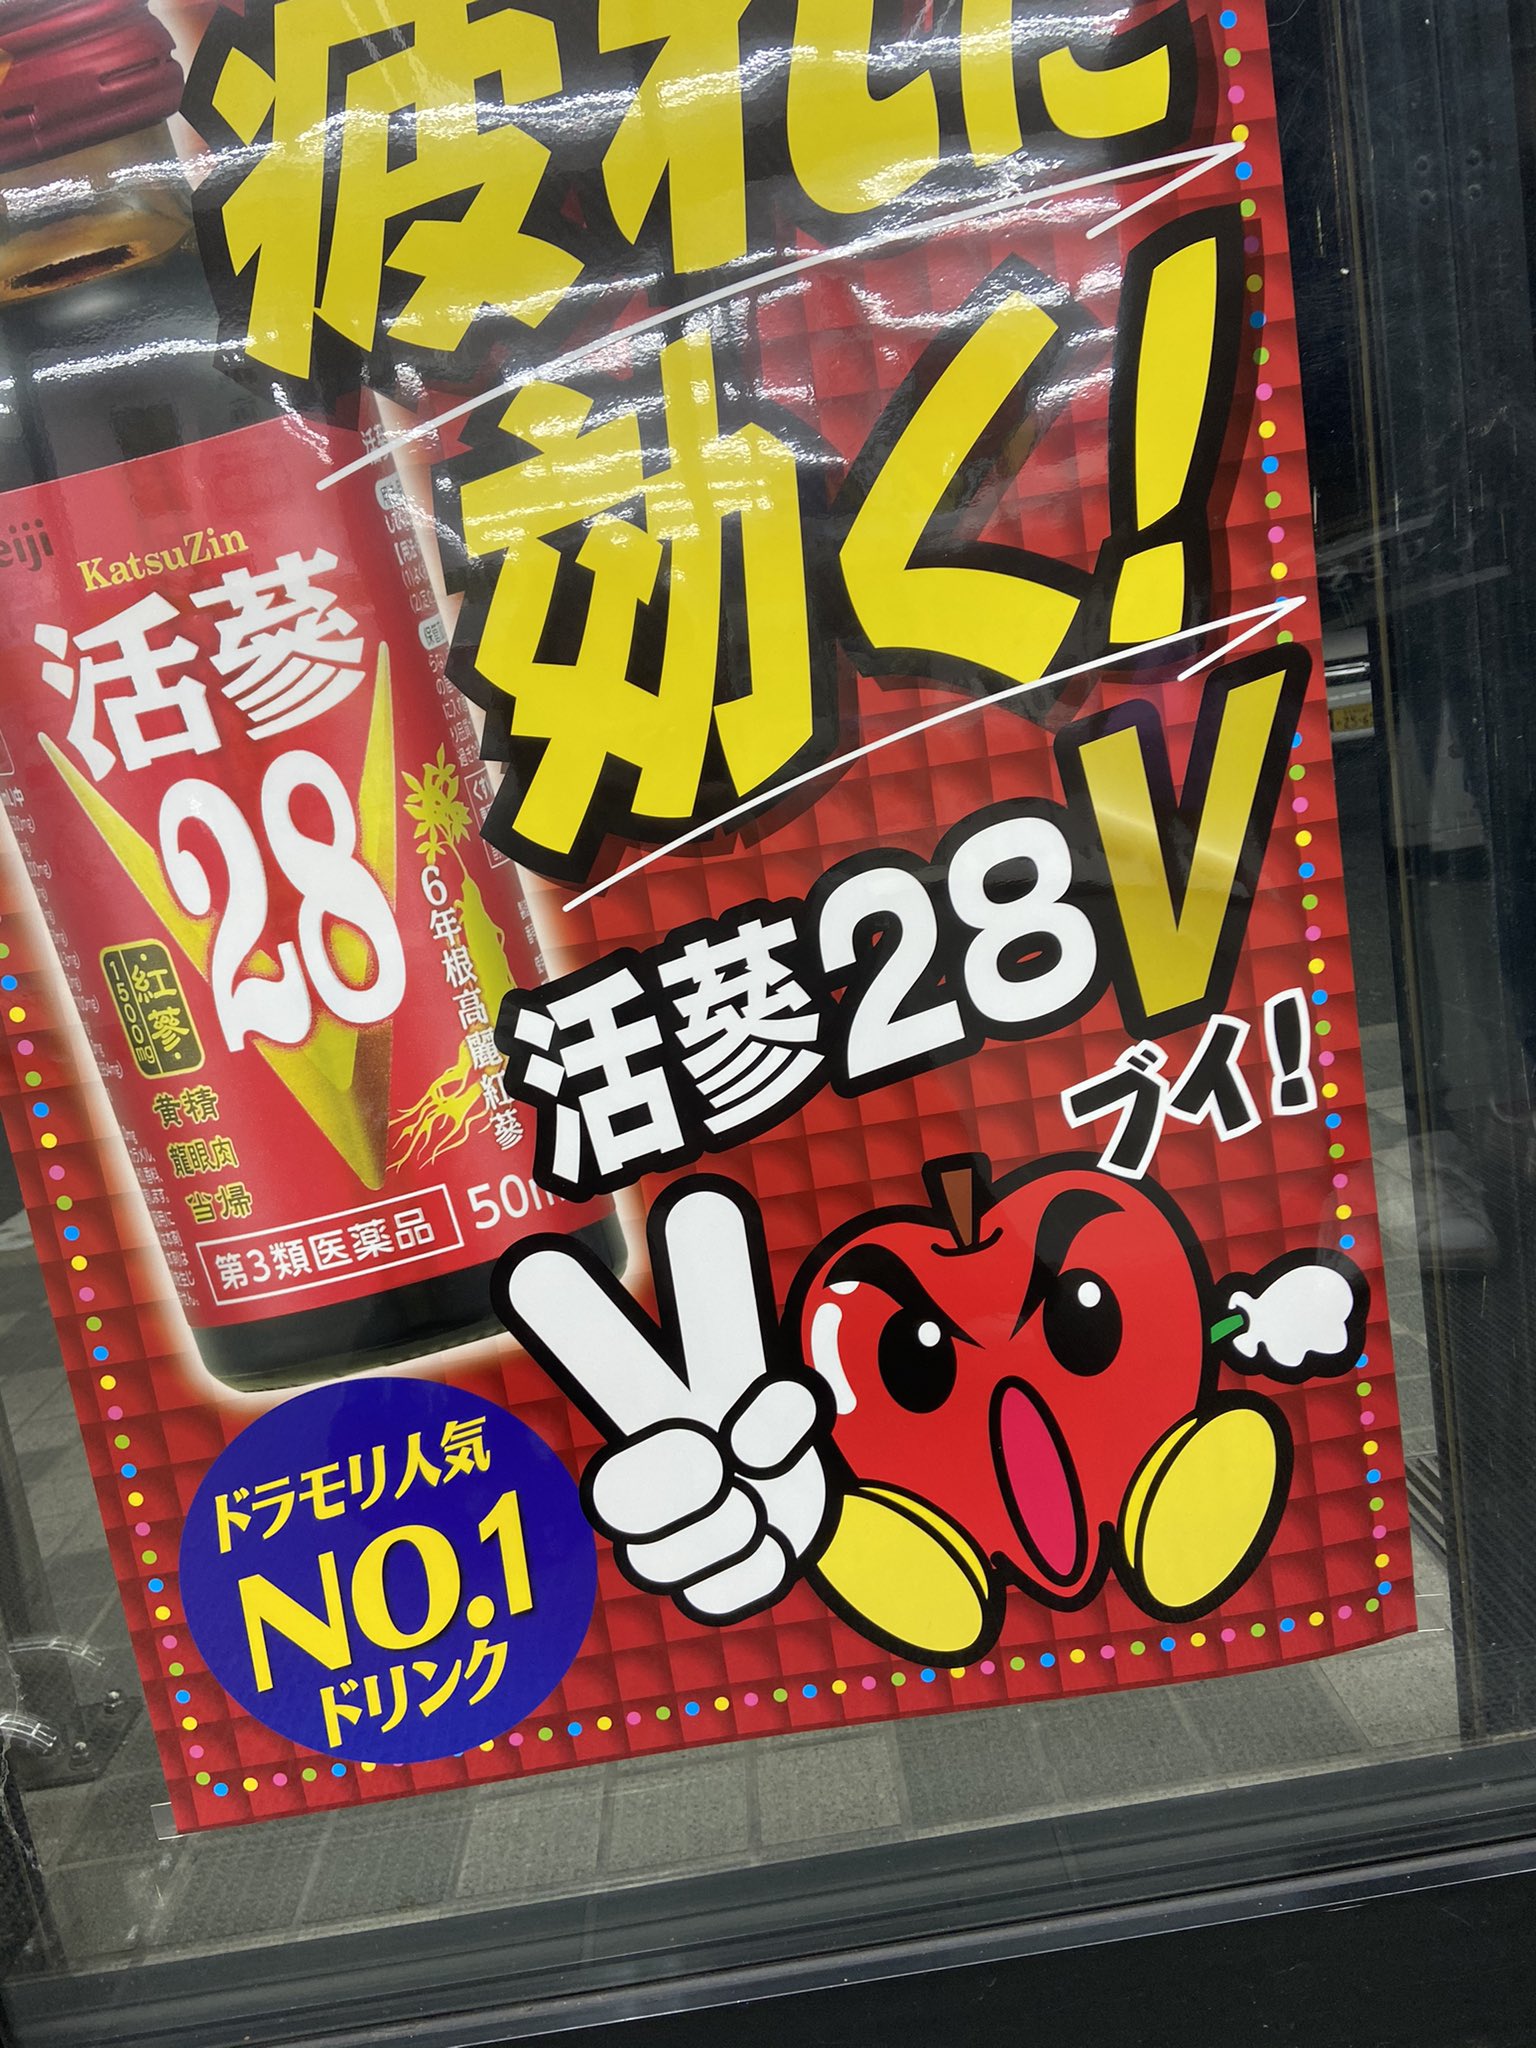 疲れに
効く!
活蔘28V
ブイ!
eiji
KatsuZin
活蔘
28
6年根高麗紅蔘
・紅蔘・
1500mg
黄精
龍眼肉
当帰
第3類医薬品
50m
ドラモリ人気
NO.1
ドリンク